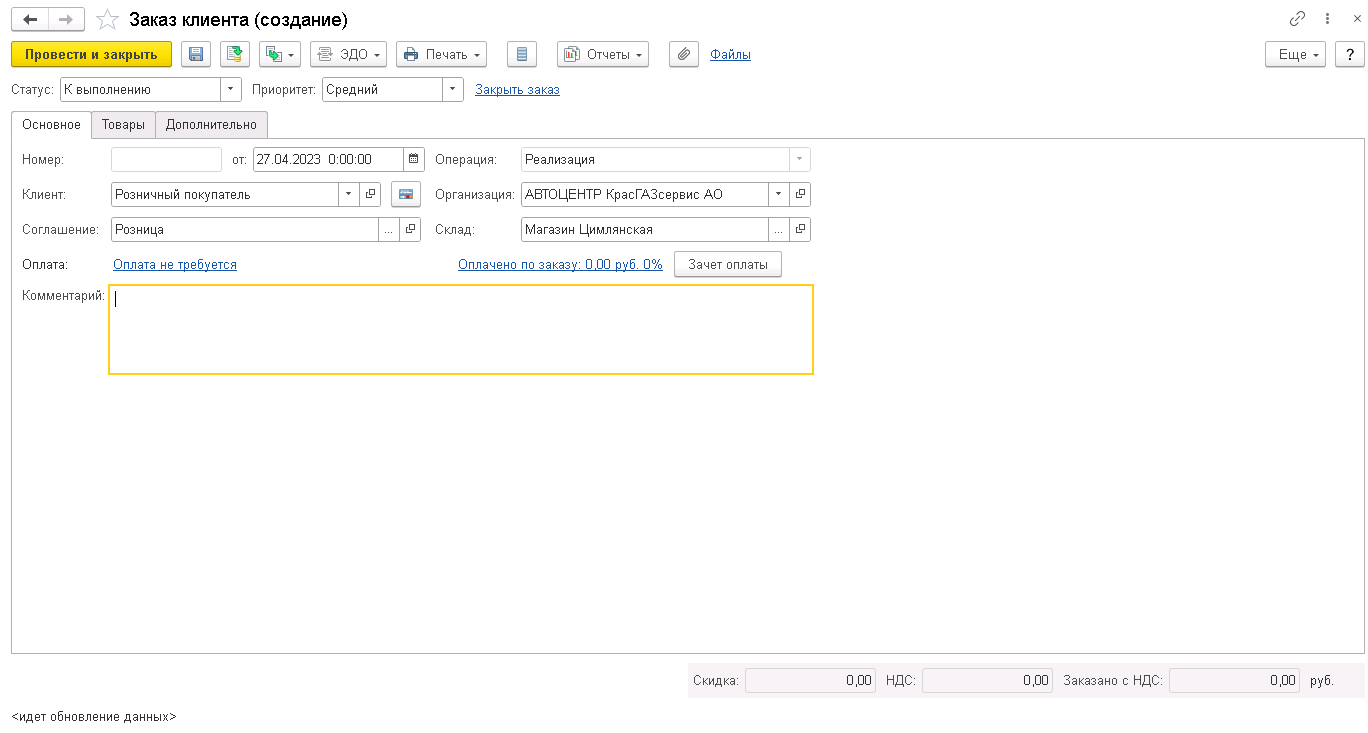 Заказ клиента (создание)
Провести и закрыть ЭДО Печать Отчеты Файлы Еще ?
Статус: К выполнению Приоритет: Средний Закрыть заказ
Основное Товары Дополнительно
Номер: от: 27.04.2023 0:00:00 Операция: Реализация
Клиент: Розничный покупатель Организация: АВТОЦЕНТР КрасГАЗсервис АО
Соглашение: Розница ... Склад: Магазин Цимлянская ...
Оплата: Оплата не требуется Оплачено по заказу: 0,00 руб. 0% Зачет оплаты
Комментарий:
Скидка: 0,00 НДС: 0,00 Заказано с НДС: 0,00 руб.
<идет обновление данных>